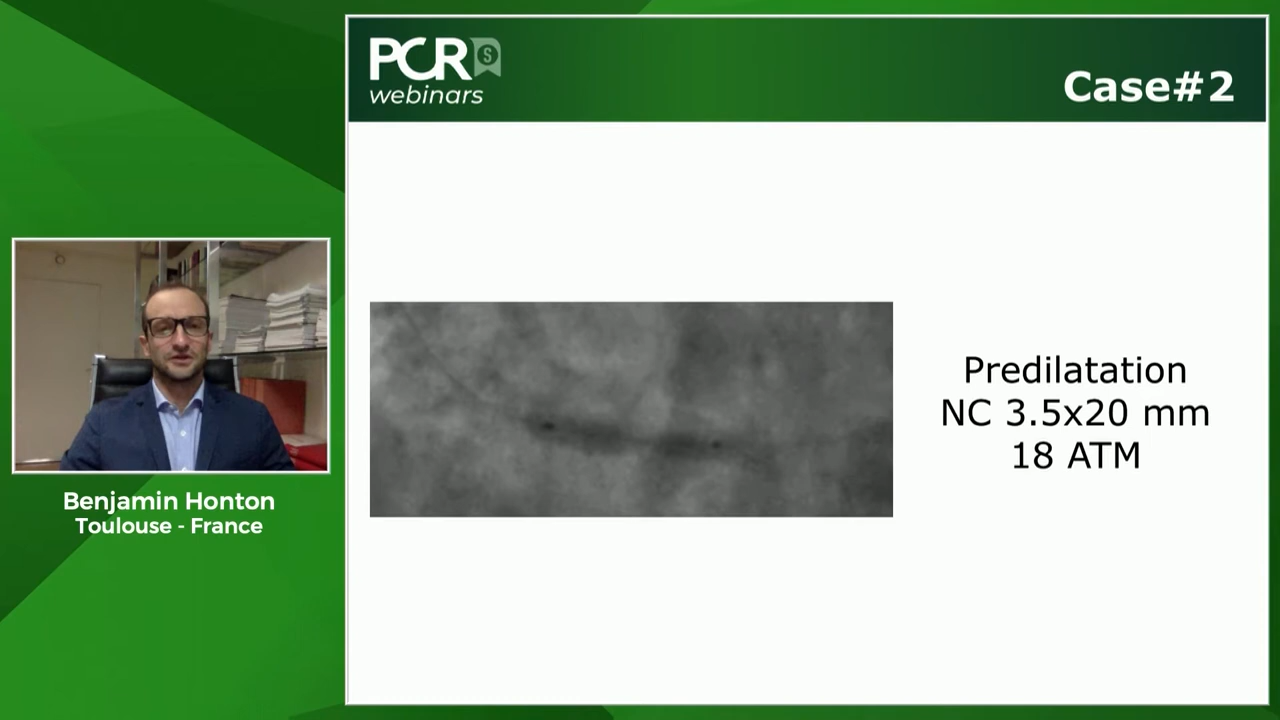 PCR
S
webinars
Case#2
Predilatation
NC 3.5x20 mm
18 ATM
Benjamin Honton
Toulouse - France